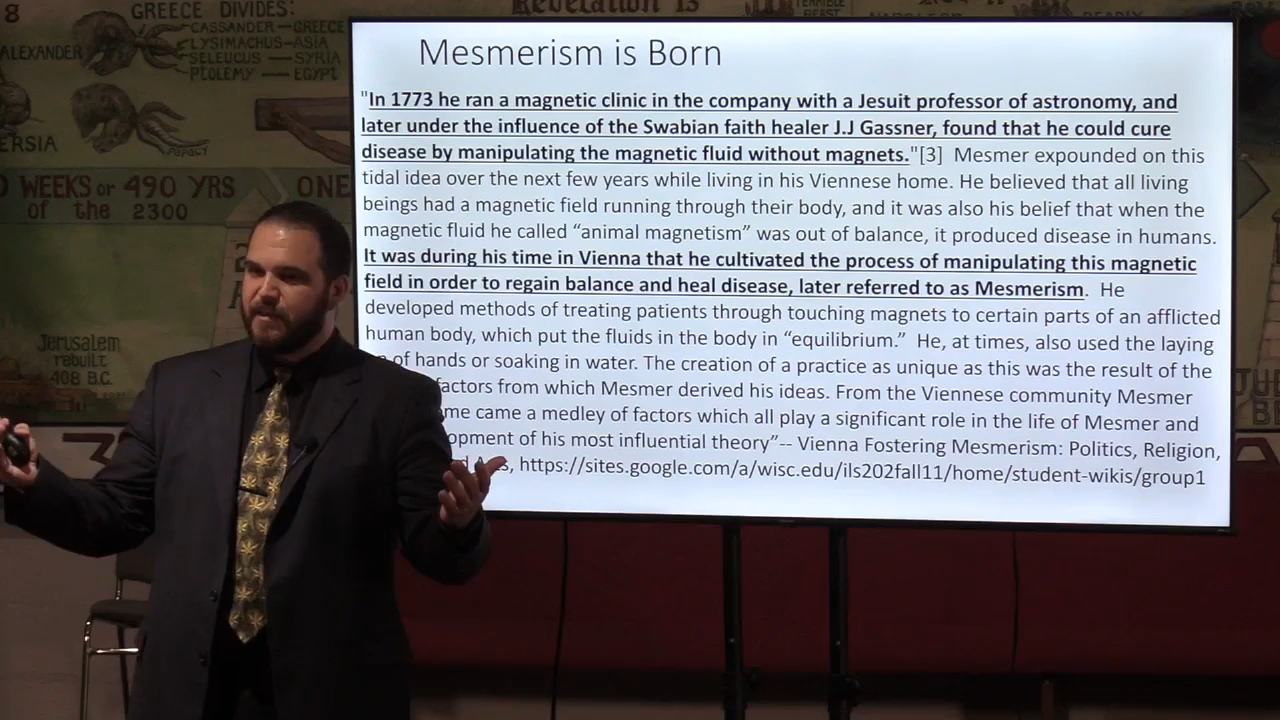 8
GREECE DIVIDES:
CASSANDER–GREECE
ALEXANDER
LYSIMACHUS–ASIA
SELEUCUS — SYRIA
PTOLEMY — EGYPT
ERSIA
PAPACY
WEEKS or 490 YRS
of the 2300
ONE
Jerusalem
rebuilt
408 B.C.
Revelation 13
Mesmerism is Born
"In 1773 he ran a magnetic clinic in the company with a Jesuit professor of astronomy, and
later under the influence of the Swabian faith healer J.J Gassner, found that he could cure
disease by manipulating the magnetic fluid without magnets."[3] Mesmer expounded on this
tidal idea over the next few years while living in his Viennese home. He believed that all living
beings had a magnetic field running through their body, and it was also his belief that when the
magnetic fluid he called “animal magnetism” was out of balance, it produced disease in humans.
It was during his time in Vienna that he cultivated the process of manipulating this magnetic
field in order to regain balance and heal disease, later referred to as Mesmerism. He
developed methods of treating patients through touching magnets to certain parts of an afflicted
human body, which put the fluids in the body in “equilibrium.” He, at times, also used the laying
of hands or soaking in water. The creation of a practice as unique as this was the result of the
factors from which Mesmer derived his ideas. From the Viennese community Mesmer
me came a medley of factors which all play a significant role in the life of Mesmer and
opment of his most influential theory”-- Vienna Fostering Mesmerism: Politics, Religion,
https://sites.google.com/a/wisc.edu/ils202fall11/home/student-wikis/group1